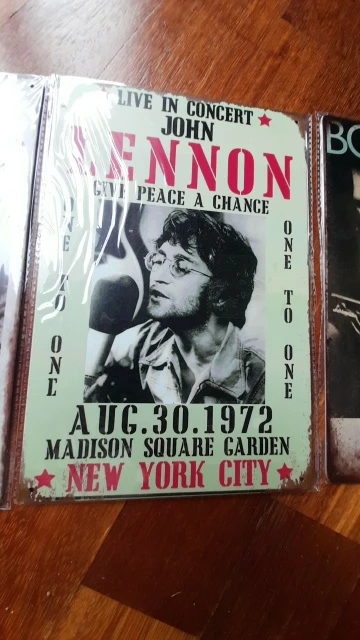 LIVE IN CONCERT
JOHN
LENNON
GIVE PEACE A CHANCE
ONE TO ONE
ONE TO ONE
AUG.30.1972
MADISON SQUARE GARDEN
NEW YORK CITY
BO